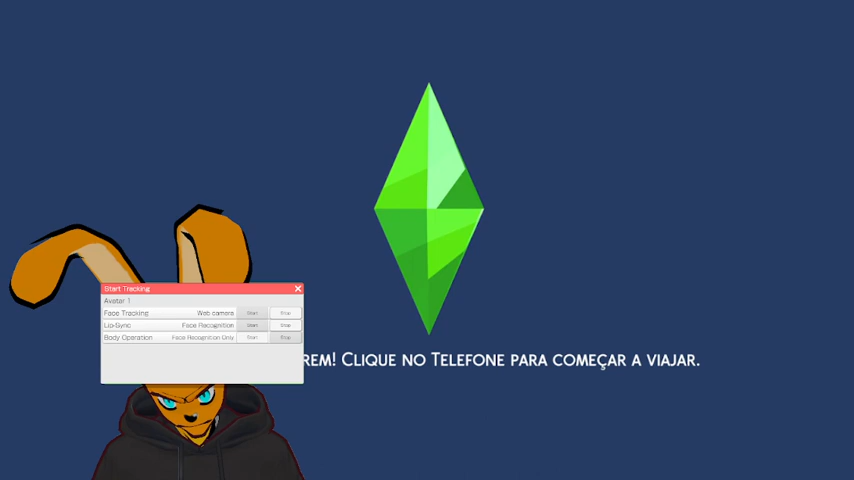 Start Tracking
Avatar 1
Face Tracking Web camera Start Stop
Lip-Sync Face Recognition Start Stop
Body Operation Face Recognition Only Start Stop
REM! CLIQUE NO TELEFONE PARA COMEÇAR A VIAJAR.